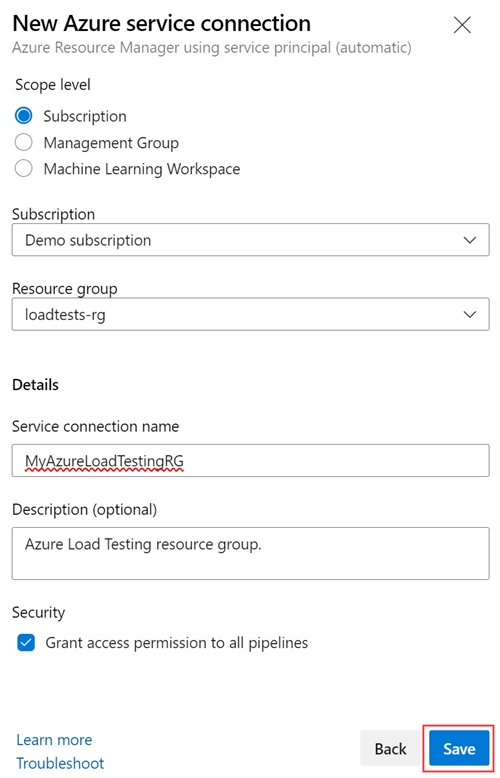 New Azure service connection
Azure Resource Manager using service principal (automatic)
Scope level
Subscription
Management Group
Machine Learning Workspace
Subscription
Demo subscription
Resource group
loadtests-rg
Details
Service connection name
MyAzureLoadTestingRG
Description (optional)
Azure Load Testing resource group.
Security
Grant access permission to all pipelines
Learn more
Troubleshoot
Back
Save